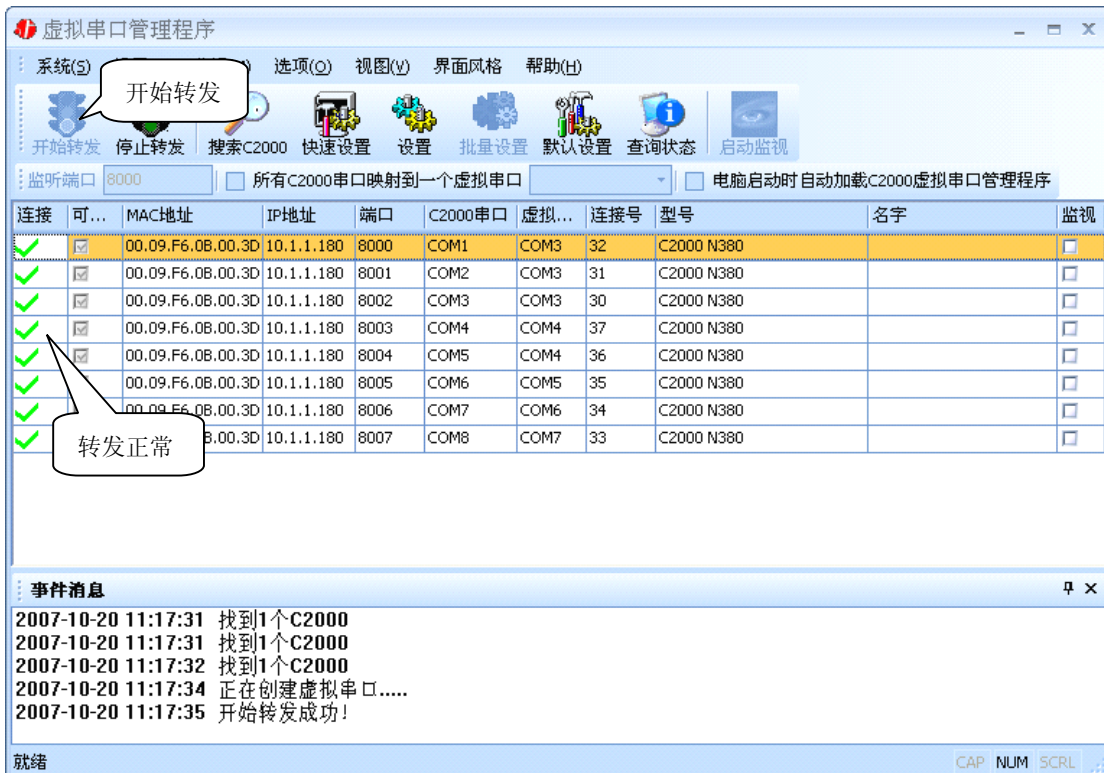 虚拟串口管理程序
系统(S) 选项(O) 视图(V) 界面风格 帮助(H)
开始转发
开始转发 停止转发 搜索C2000 快速设置 设置 批量设置 默认设置 查询状态 启动监视
监听端口 8000 所有C2000串口映射到一个虚拟串口 电脑启动时自动加载C2000虚拟串口管理程序
连接 可... MAC地址 IP地址 端口 C2000串口 虚拟... 连接号 型号 名字 监视
00.09.F6.0B.00.3D 10.1.1.180 8000 COM1 COM3 32 C2000 N380
00.09.F6.0B.00.3D 10.1.1.180 8001 COM2 COM3 31 C2000 N380
00.09.F6.0B.00.3D 10.1.1.180 8002 COM3 COM3 30 C2000 N380
00.09.F6.0B.00.3D 10.1.1.180 8003 COM4 COM4 37 C2000 N380
00.09.F6.0B.00.3D 10.1.1.180 8004 COM5 COM4 36 C2000 N380
00.09.F6.0B.00.3D 10.1.1.180 8005 COM6 COM5 35 C2000 N380
00.09.F6.0B.00.3D 10.1.1.180 8006 COM7 COM6 34 C2000 N380
B.00.3D 10.1.1.180 8007 COM8 COM7 33 C2000 N380
转发正常
事件消息
2007-10-20 11:17:31 找到1个C2000
2007-10-20 11:17:31 找到1个C2000
2007-10-20 11:17:32 找到1个C2000
2007-10-20 11:17:34 正在创建虚拟串口.....
2007-10-20 11:17:35 开始转发成功!
就绪 CAP NUM SCRL